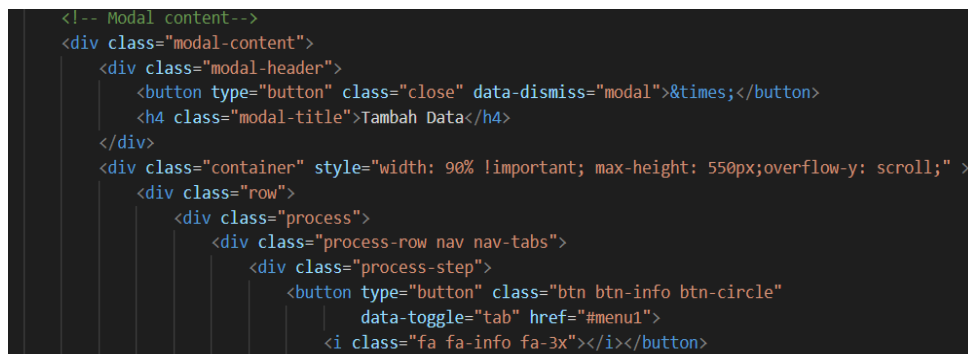 <!-- Modal content-->
<div class="modal-content">
<div class="modal-header">
<button type="button" class="close" data-dismiss="modal">&times;</button>
<h4 class="modal-title">Tambah Data</h4>
</div>
<div class="container" style="width: 90% !important; max-height: 550px;overflow-y: scroll;" >
<div class="row">
<div class="process">
<div class="process-row nav nav-tabs">
<div class="process-step">
<button type="button" class="btn btn-info btn-circle"
data-toggle="tab" href="#menu1">
<i class="fa fa-info fa-3x"></i></button>